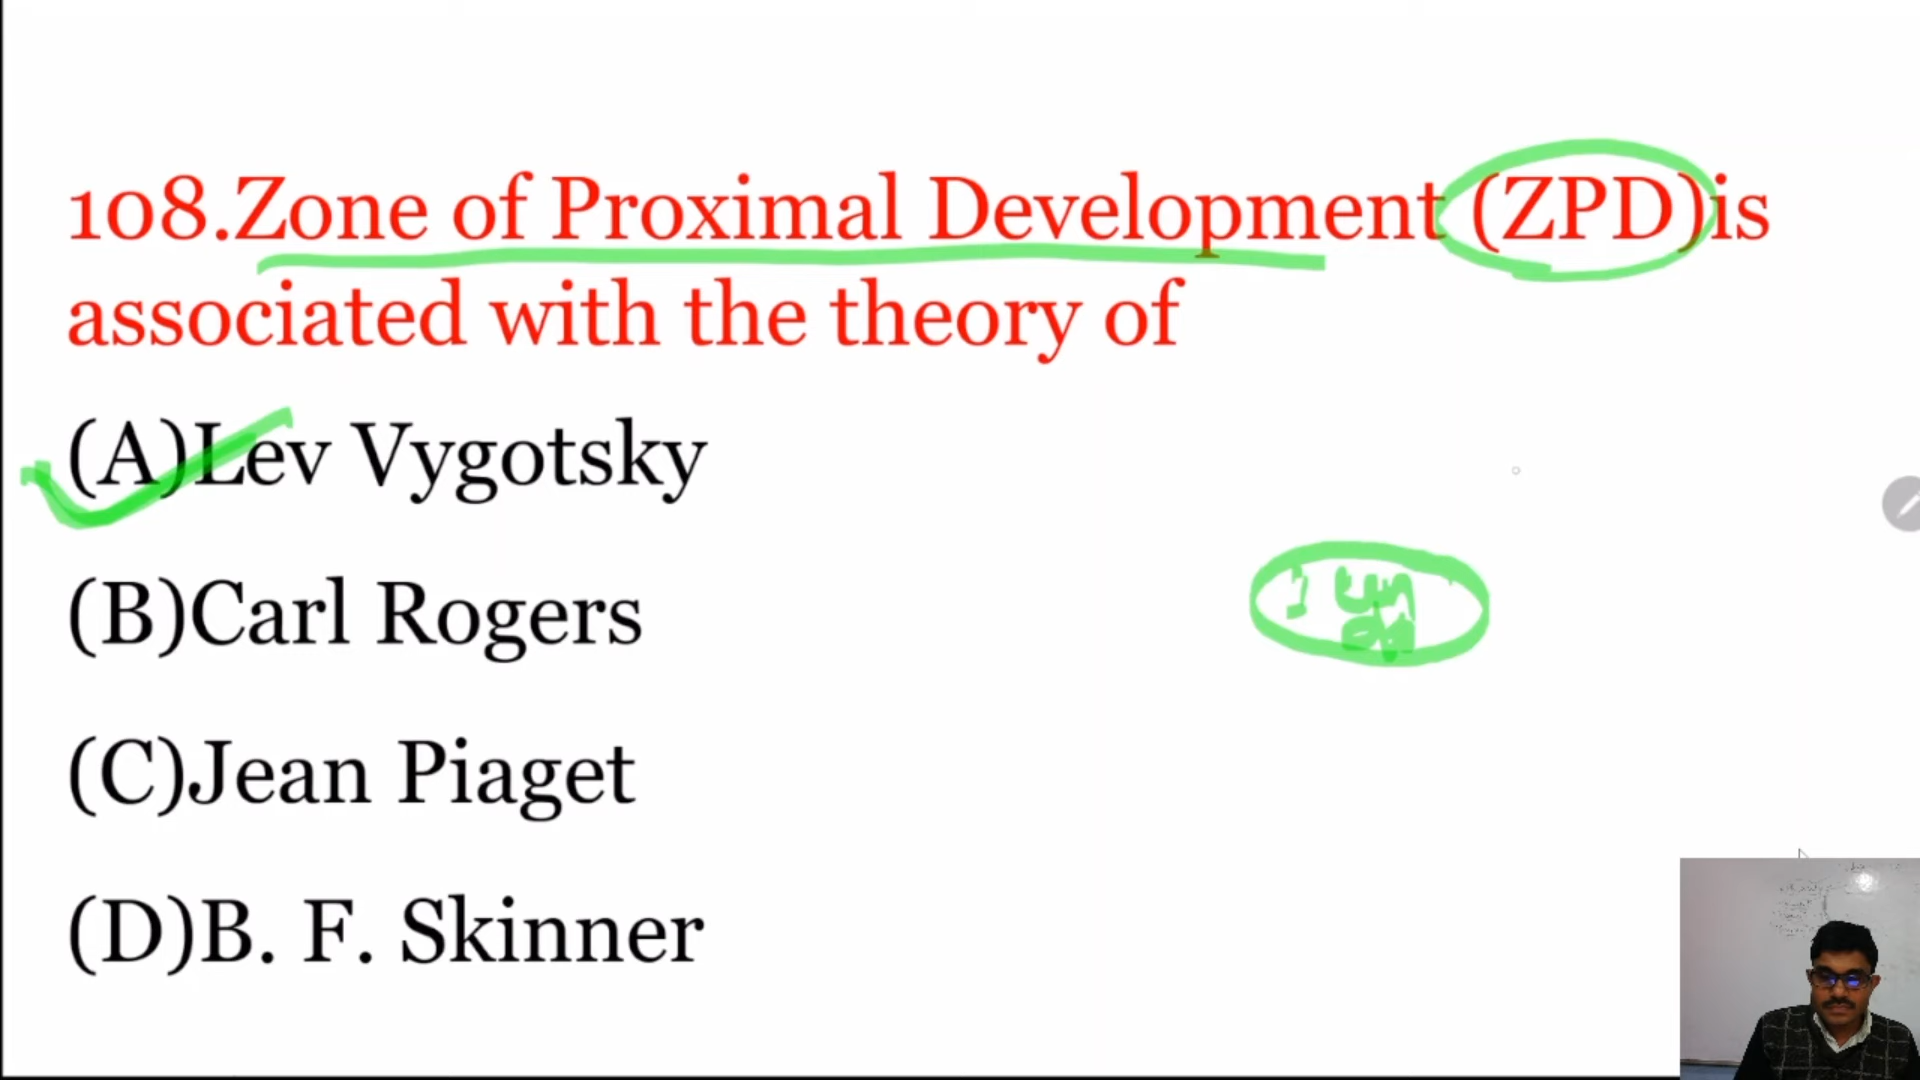 108.Zone of Proximal Development (ZPD)is
associated with the theory of
(A)Lev Vygotsky
(B)Carl Rogers
(C)Jean Piaget
(D)B. F. Skinner